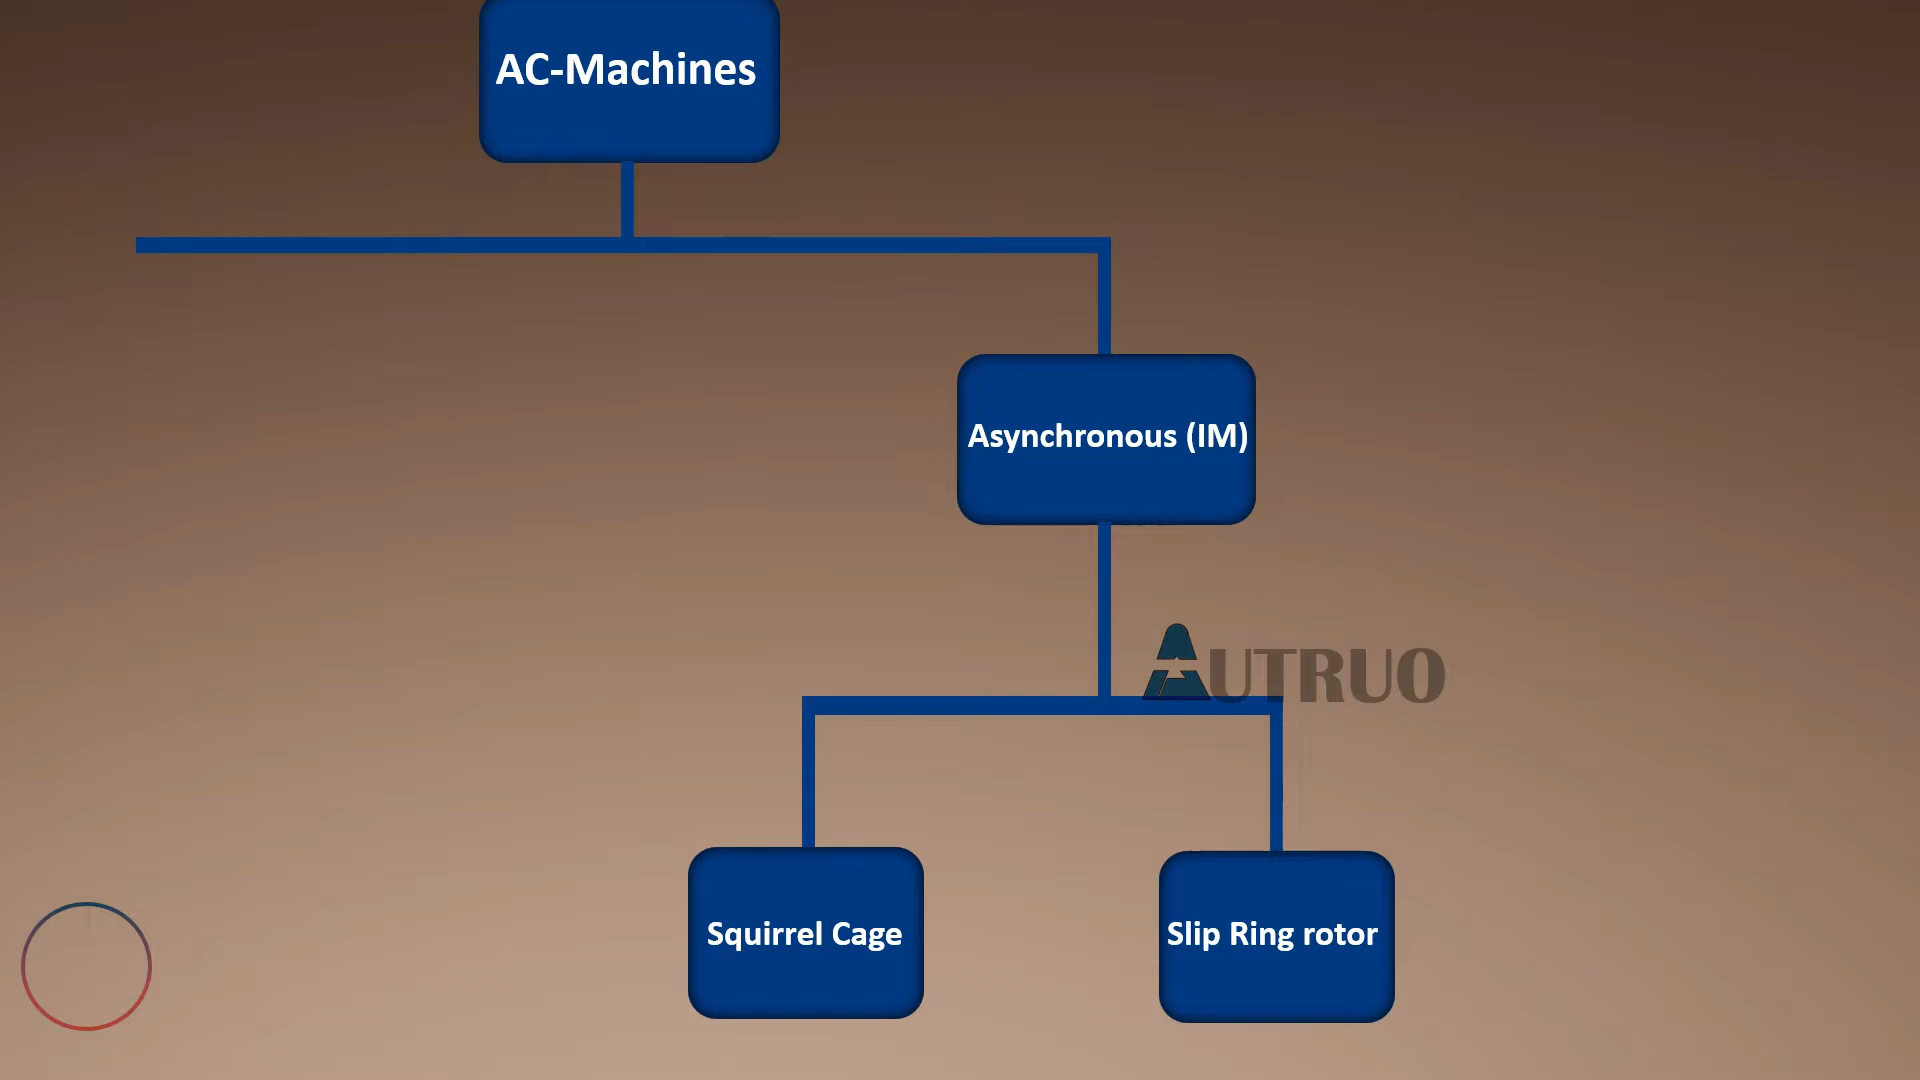 AC-Machines
Asynchronous (IM)
AUTRUO
Squirrel Cage
Slip Ring rotor